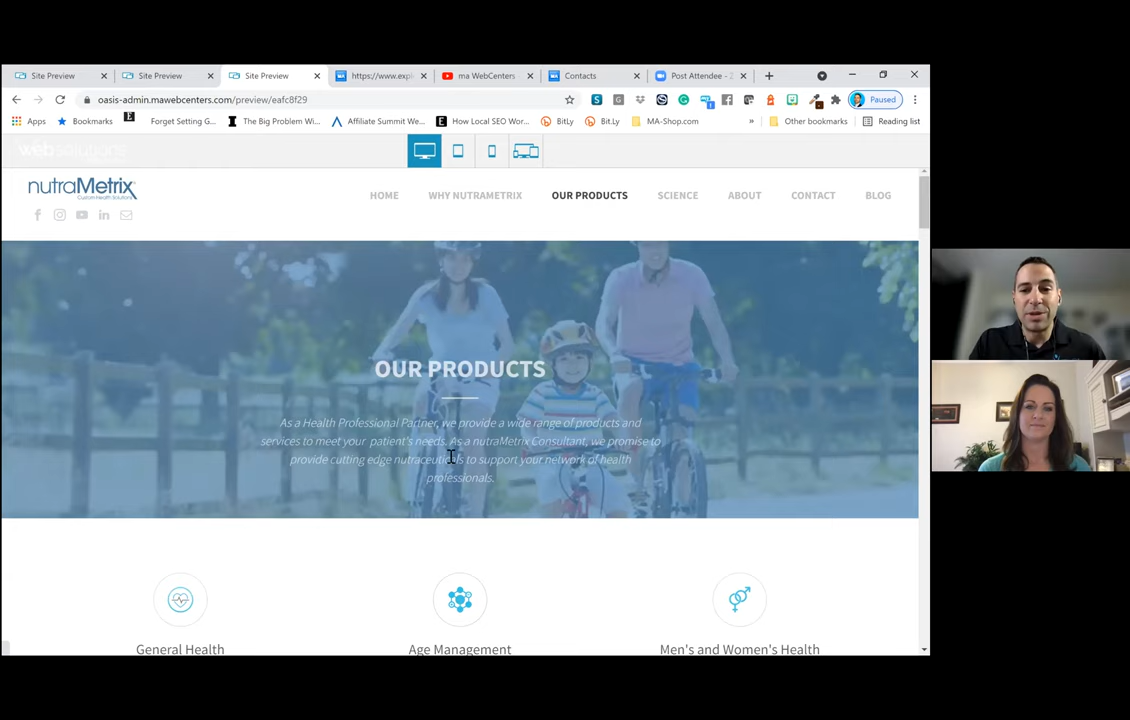 Site Preview
Site Preview
Site Preview
https://www.expl
ma WebCenters
Contacts
Post Attendee - Z
oasis-admin.mawebcenters.com/preview/eafc8f29
Paused
Apps
Bookmarks
Forget Setting G...
The Big Problem Wi...
Affiliate Summit We...
How Local SEO Wor...
BitLy
Bit.Ly
MA-Shop.com
»
Other bookmarks
Reading list
websolutions
nutraMetrix
Custom Health Solutions
HOME
WHY NUTRAMETRIX
OUR PRODUCTS
SCIENCE
ABOUT
CONTACT
BLOG
OUR PRODUCTS
As a Health Professional Partner, we provide a wide range of products and
services to meet your patient's needs. As a nutraMetrix Consultant, we promise to
provide cutting edge nutraceuticals to support your network of health
professionals.
General Health
Age Management
Men's and Women's Health